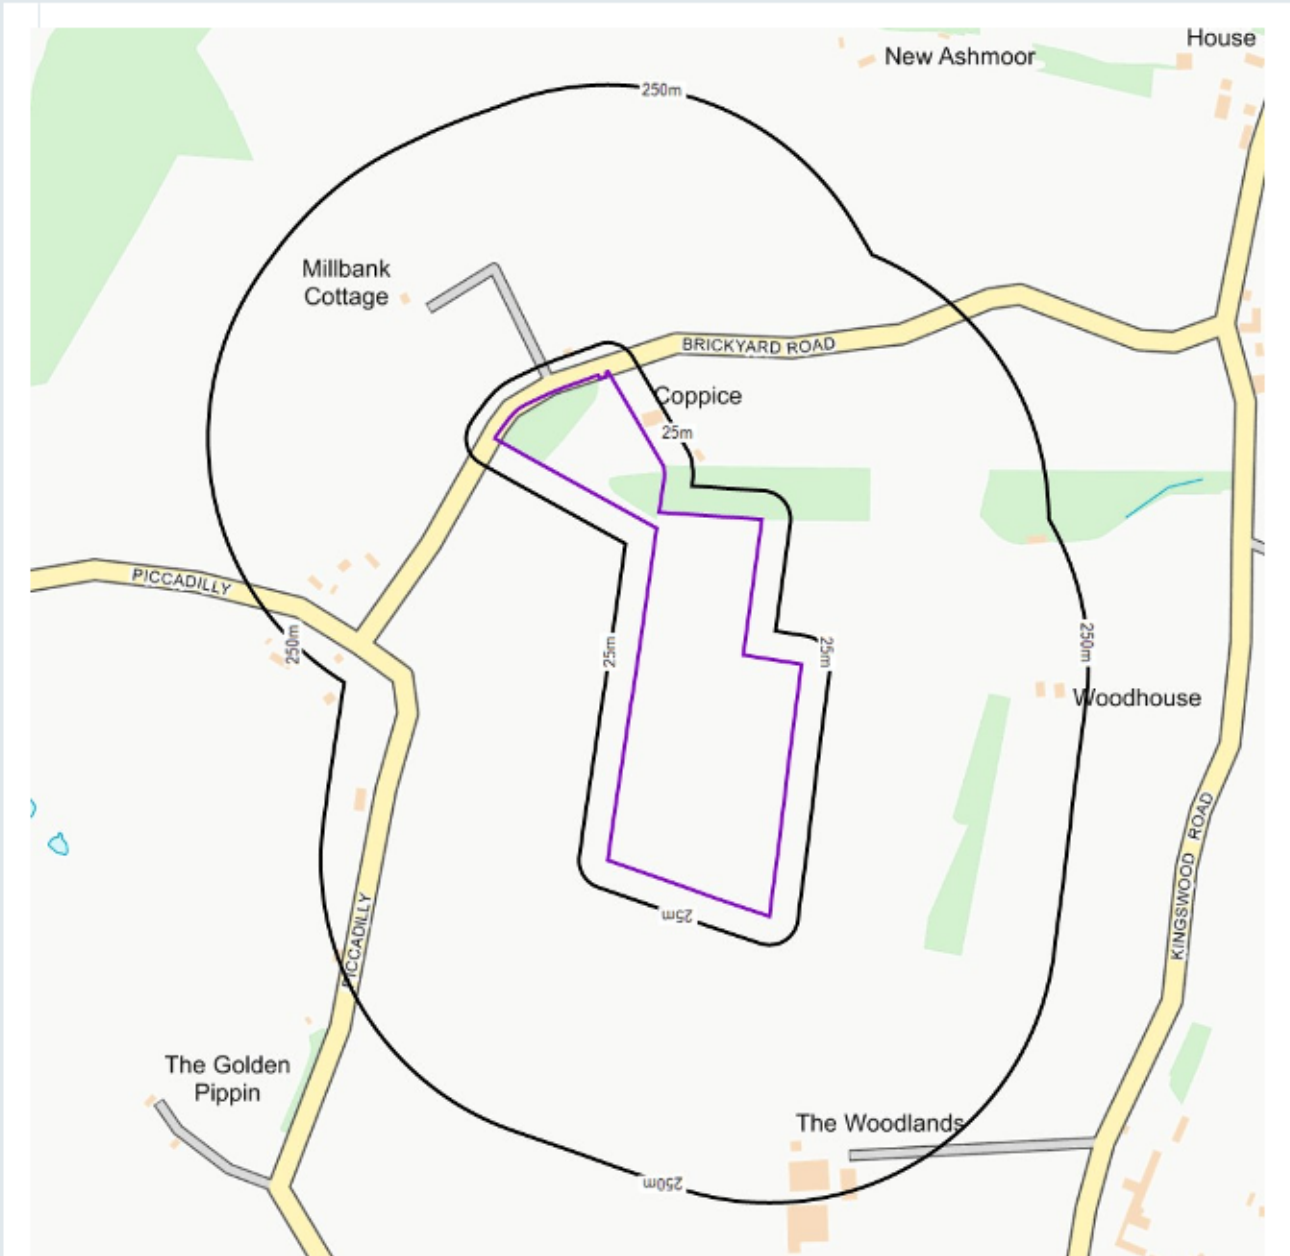 House
New Ashmoor
250m
Millbank
Cottage
BRICKYARD ROAD
Coppice
25m
PICCADILLY
250m
25m
25m
250m
Woodhouse
KINGSWOOD ROAD
25m
PICCADILLY
The Golden
Pippin
The Woodlands
250m